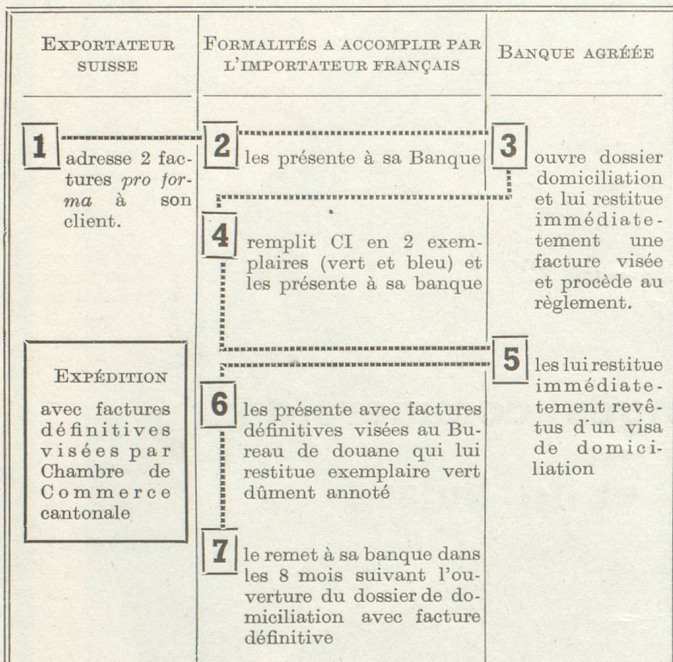 EXPORTATEUR
SUISSE
FORMALITÉS A ACCOMPLIR PAR
L'IMPORTATEUR FRANÇAIS
BANQUE AGRÉÉE
1
adresse 2 fac-
tures pro for-
ma à son
client.
2
les présente à sa Banque
3
ouvre dossier
domiciliation
et lui restitue
immédiate-
tement une
facture visée
et procède au
règlement.
4
remplit CI en 2 exem-
plaires (vert et bleu) et
les présente à sa banque
5
les lui restitue
immédiate-
tement revê-
tus d'un visa
de domici-
liation
EXPÉDITION
avec factures
définitives
visées par
Chambre de
Commerce
cantonale
6
les présente avec factures
définitives visées au Bu-
reau de douane qui lui
restitue exemplaire vert
dûment annoté
7
le remet à sa banque dans
les 8 mois suivant l'ou-
verture du dossier de do-
miciliation avec facture
définitive